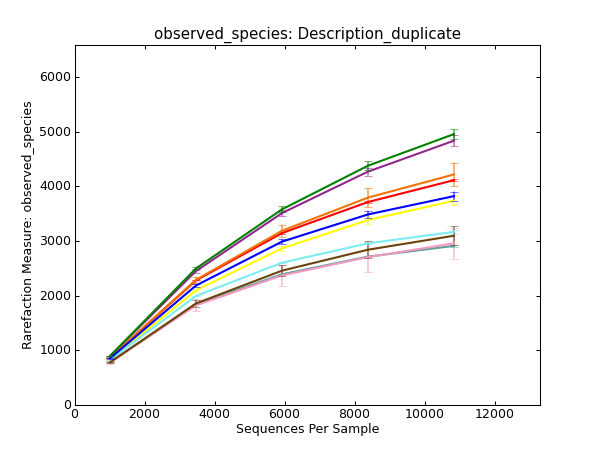 observed_species: Description_duplicate
6000
5000
4000
3000
2000
1000
0
Rarefaction Measure: observed_species
0 2000 4000 6000 8000 10000 12000
Sequences Per Sample